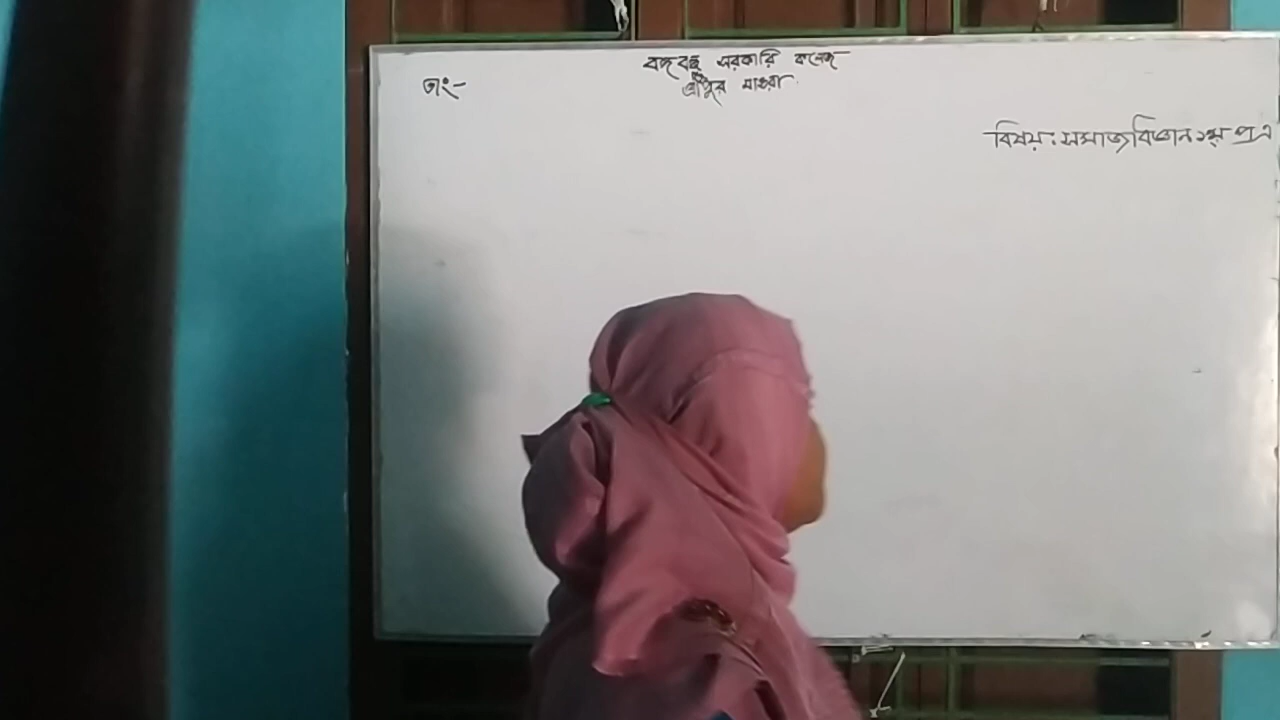 বঙ্গবন্ধু সরকারি কলেজ
শ্রীপুর মাগুরা
তাং-
বিষয়: সমাজবিজ্ঞান ১ম পত্র